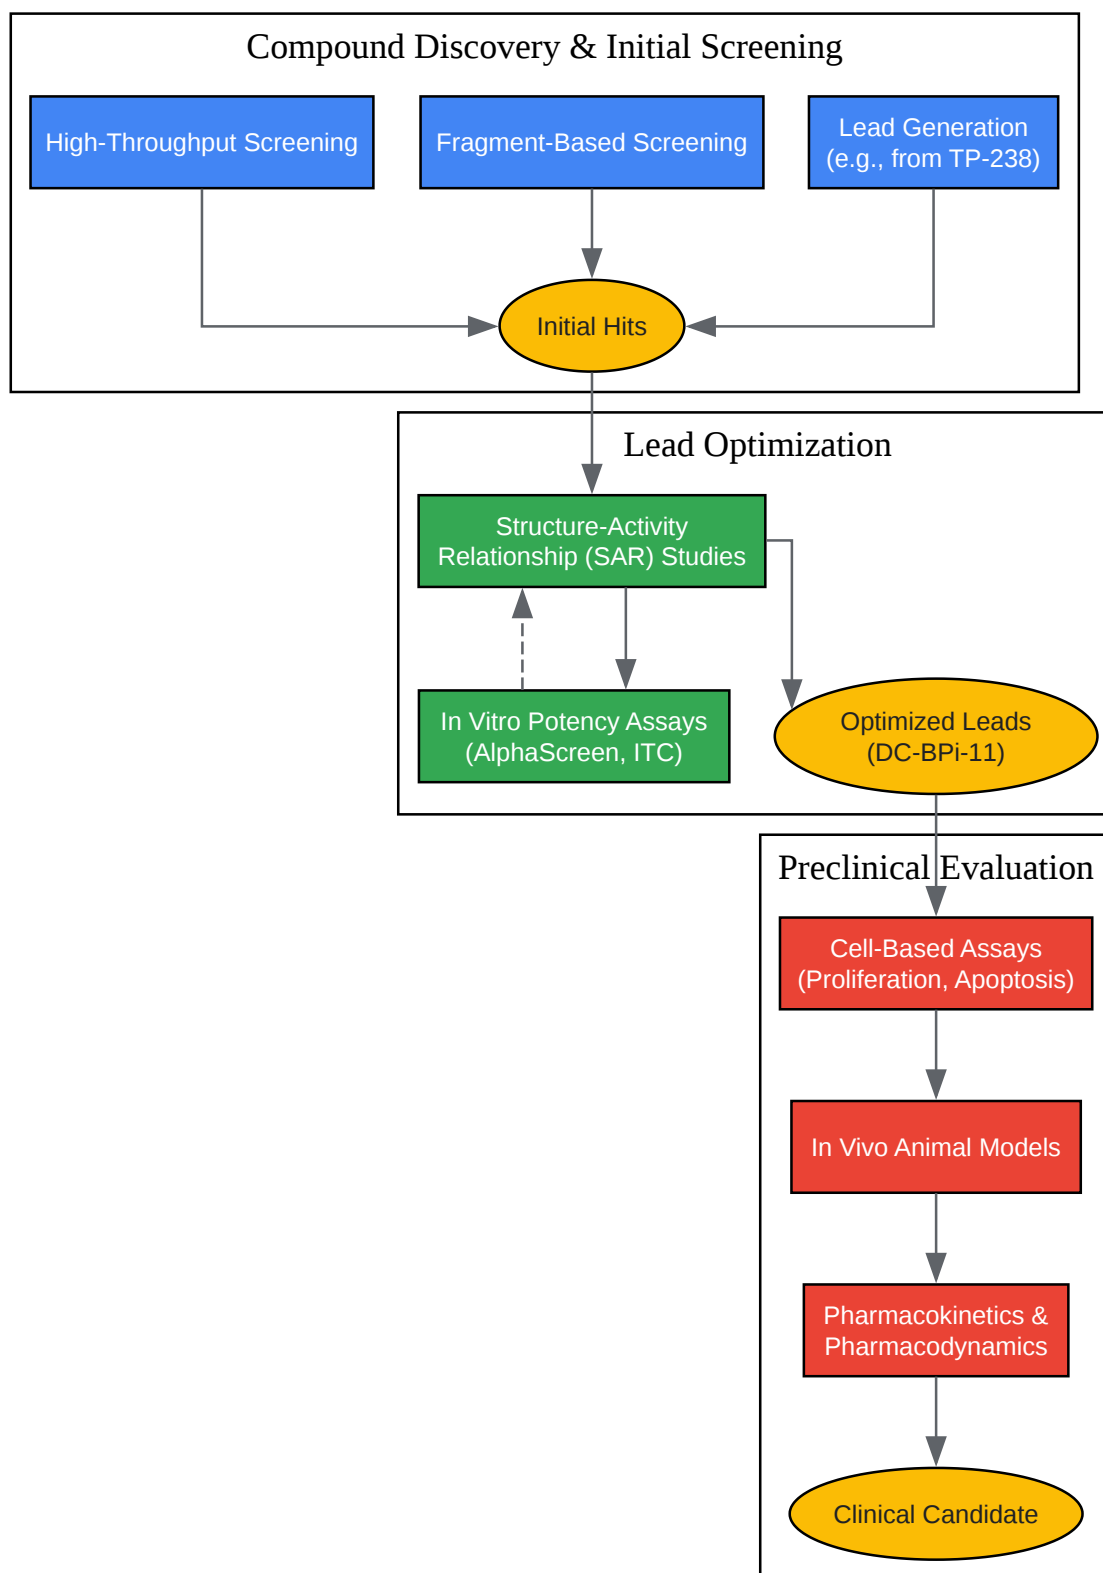 Compound Discovery & Initial Screening
High-Throughput Screening
Fragment-Based Screening
Lead Generation
(e.g., from TP-238)
Initial Hits
Lead Optimization
Structure-Activity
Relationship (SAR) Studies
In Vitro Potency Assays
(AlphaScreen, ITC)
Optimized Leads
(DC-BPi-11)
Preclinical Evaluation
Cell-Based Assays
(Proliferation, Apoptosis)
In Vivo Animal Models
Pharmacokinetics &
Pharmacodynamics
Clinical Candidate